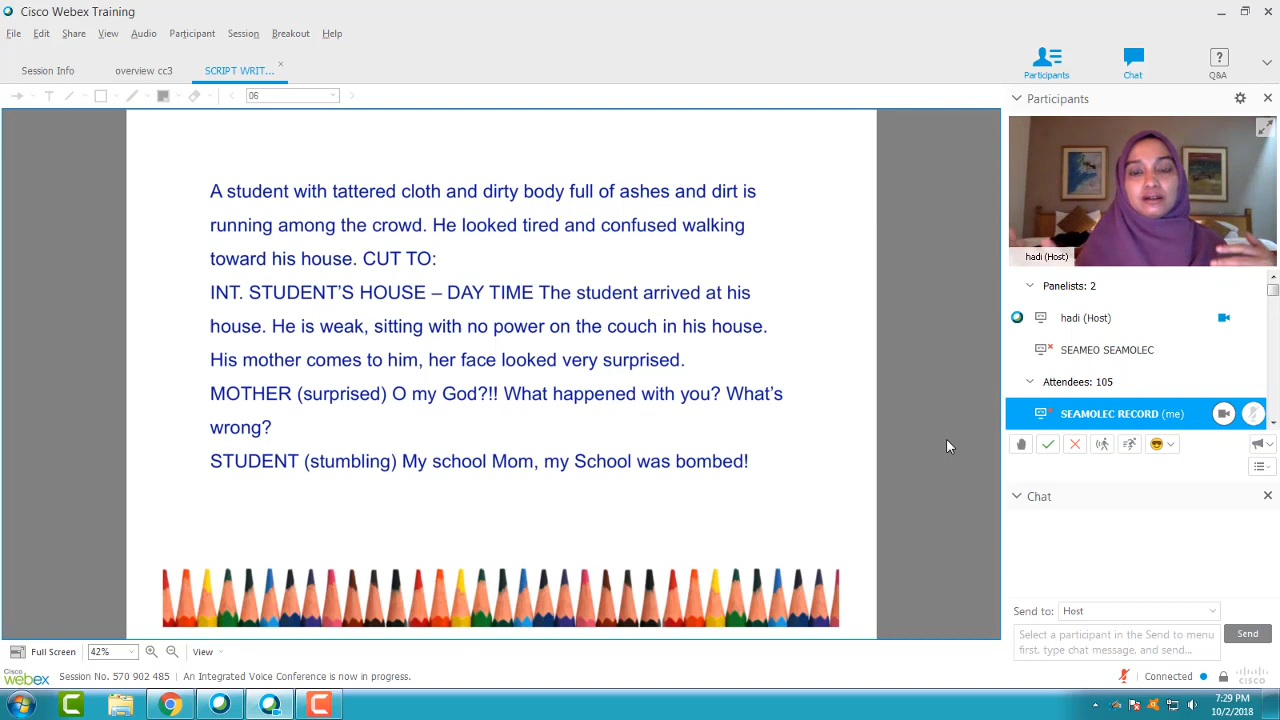 Cisco Webex Training
File Edit Share View Audio Participant Session Breakout Help
Session Info overview cc3 SCRIPT WRIT...
Participants Chat Q&A
06
Participants
A student with tattered cloth and dirty body full of ashes and dirt is
running among the crowd. He looked tired and confused walking
toward his house. CUT TO:
INT. STUDENT’S HOUSE – DAY TIME The student arrived at his
house. He is weak, sitting with no power on the couch in his house.
His mother comes to him, her face looked very surprised.
MOTHER (surprised) O my God?!! What happened with you? What’s
wrong?
STUDENT (stumbling) My school Mom, my School was bombed!
hadi (Host)
Panelists: 2
hadi (Host)
SEAMEO SEAMOLEC
Attendees: 105
SEAMOLEC RECORD (me)
Chat
Send to: Host
Select a participant in the Send to menu
first, type chat message, and send...
Send
Full Screen 42% View
Cisco webex Session No. 570 902 485 An Integrated Voice Conference is now in progress. Connected cisco
7:29 PM
10/2/2018